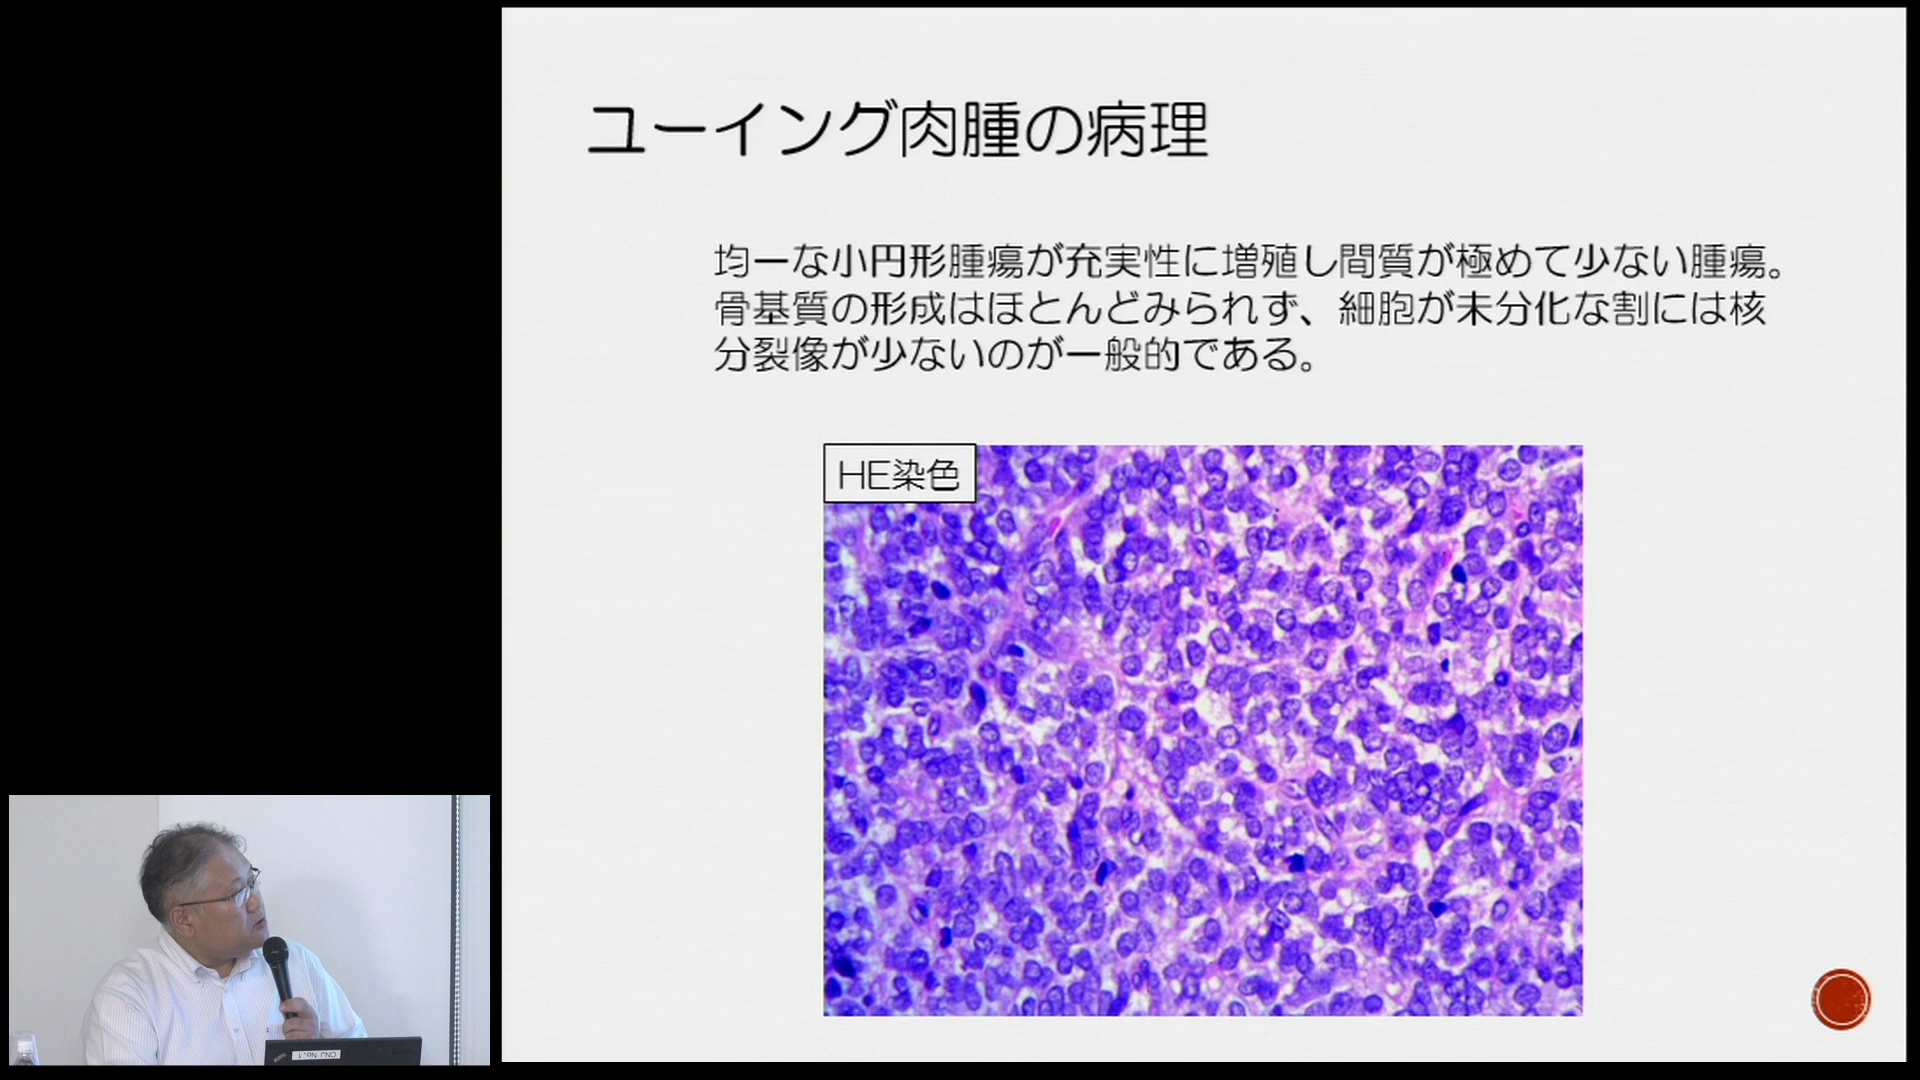 ユーイング肉腫の病理
均一な小円形腫瘍が充実性に増殖し間質が極めて少ない腫瘍。
骨基質の形成はほとんどみられず、細胞が未分化な割には核
分裂像が少ないのが一般的である。
HE染色
CNJ No.1